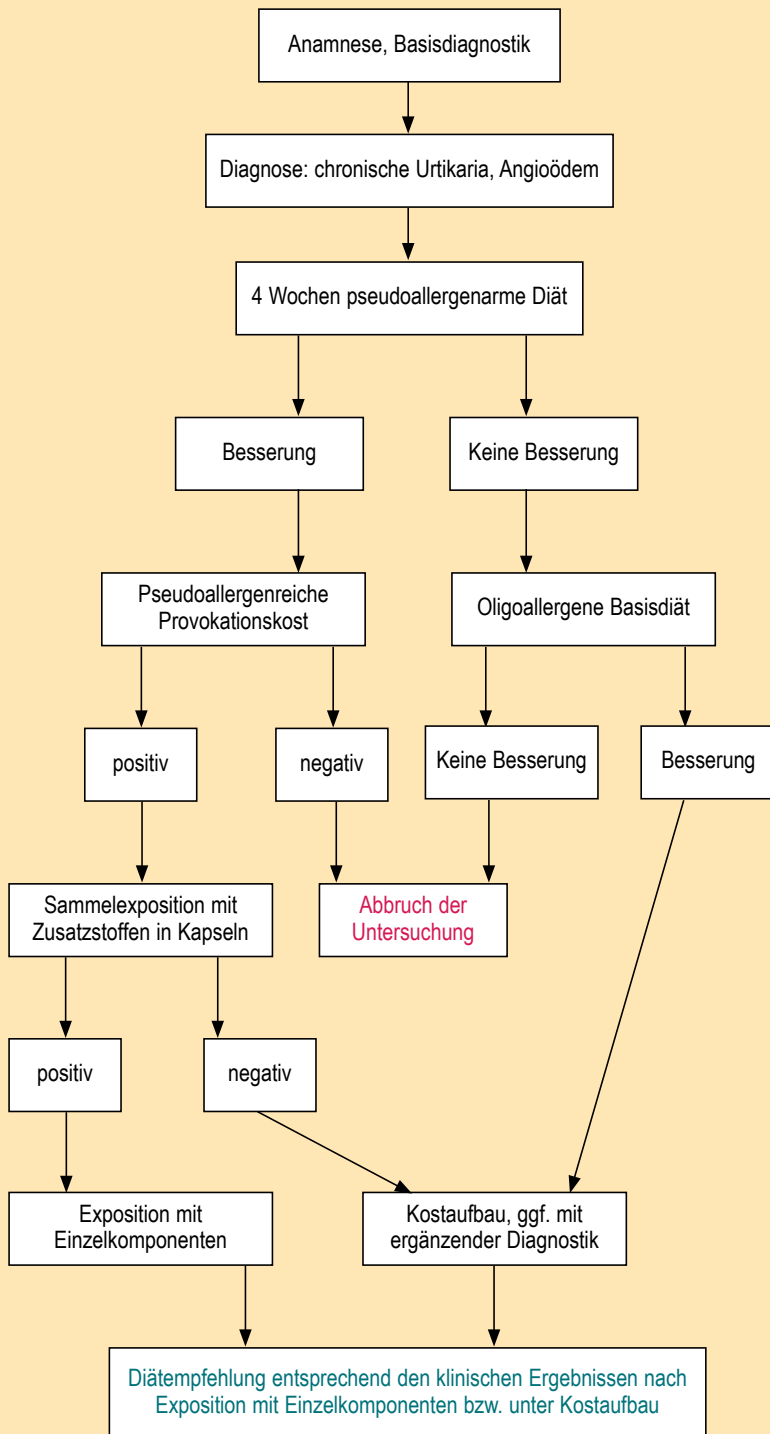 Anamnese, Basisdiagnostik
Diagnose: chronische Urtikaria, Angioödem
4 Wochen pseudoallergenarme Diät
Besserung
Keine Besserung
Pseudoallergenreiche
Provokationskost
Oligoallergene Basisdiät
positiv
negativ
Keine Besserung
Besserung
Sammelexposition mit
Zusatzstoffen in Kapseln
Abbruch der
Untersuchung
positiv
negativ
Exposition mit
Einzelkomponenten
Kostaufbau, ggf. mit
ergänzender Diagnostik
Diätempfehlung entsprechend den klinischen Ergebnissen nach
Exposition mit Einzelkomponenten bzw. unter Kostaufbau